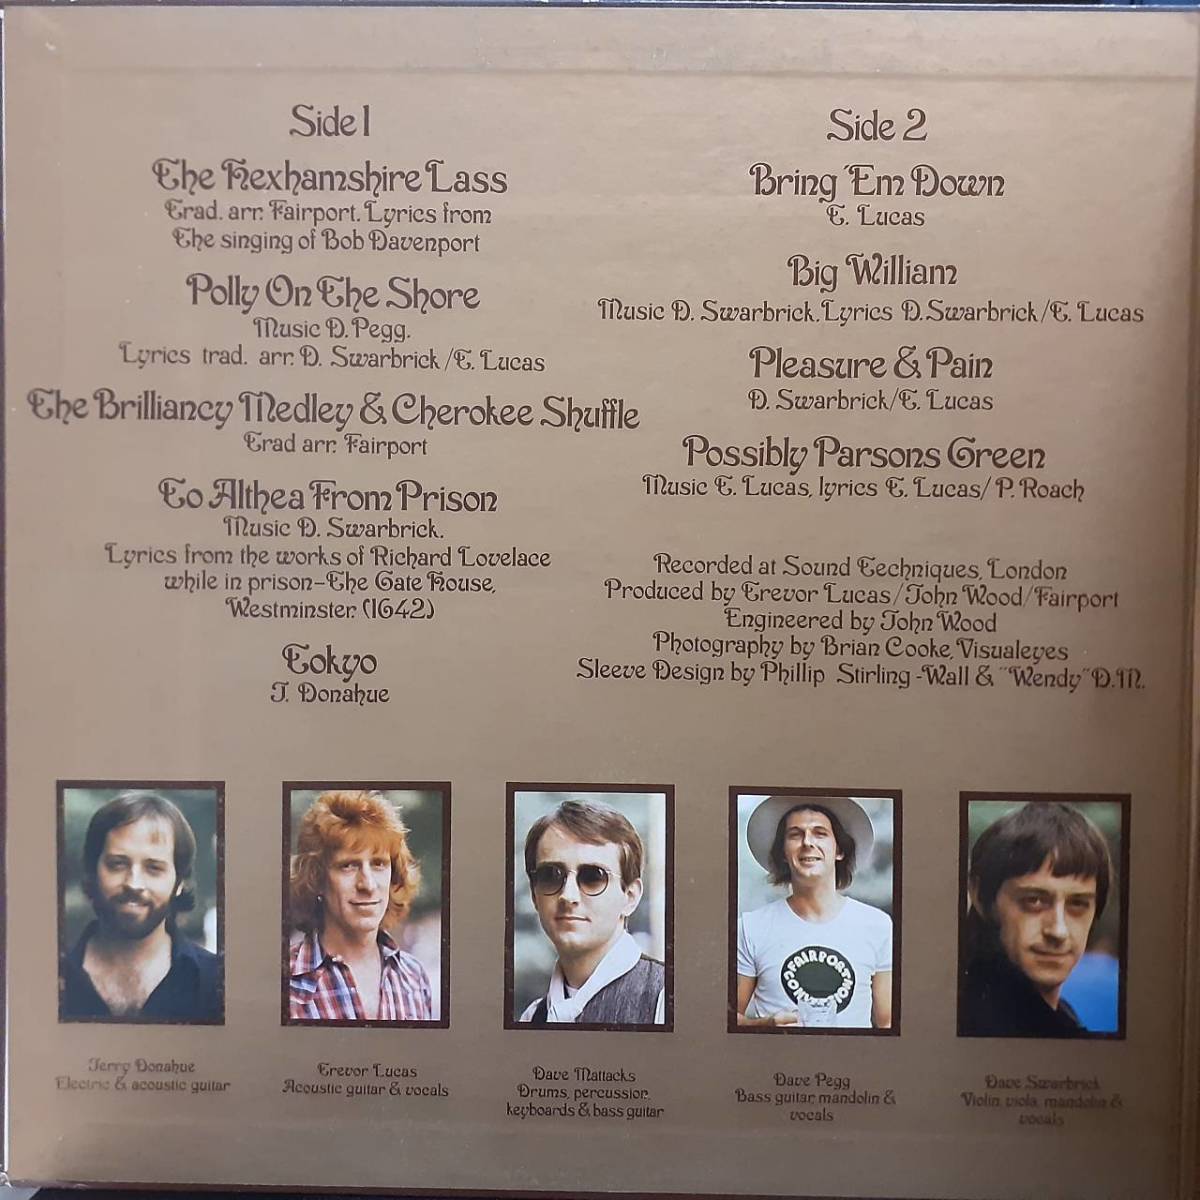 Side 1
The Hexhamshire Lass
Trad. arr. Fairport. Lyrics from
The singing of Bob Davenport
Polly On The Shore
Music D. Pegg.
Lyrics trad. arr. D. Swarbrick/T. Lucas
The Brilliancy Medley & Cherokee Shuffle
Trad arr. Fairport
To Althea From Prison
Music D. Swarbrick.
Lyrics from the works of Richard Lovelace
while in prison-The Gate House,
Westminster. (1642)
Tokyo
J. Donahue
Side 2
Bring 'Em Down
T. Lucas
Big William
Music D. Swarbrick. Lyrics D. Swarbrick/T. Lucas
Pleasure & Pain
D. Swarbrick/T. Lucas
Possibly Parsons Green
Music T. Lucas, lyrics T. Lucas/P. Roach
Recorded at Sound Techniques, London
Produced by Trevor Lucas/John Wood/Fairport
Engineered by John Wood
Photography by Brian Cooke, Visualeyes
Sleeve Design by Phillip Stirling-Wall & "Wendy" D.M.
FAIRPORT
CONVENTION
Jerry Donahue
Electric & acoustic guitar
Trevor Lucas
Acoustic guitar & vocals
Dave Mattacks
Drums, percussion,
keyboards & bass guitar
Dave Pegg
Bass guitar, mandolin &
vocals
Dave Swarbrick
Violin, viola, mandolin &
vocals